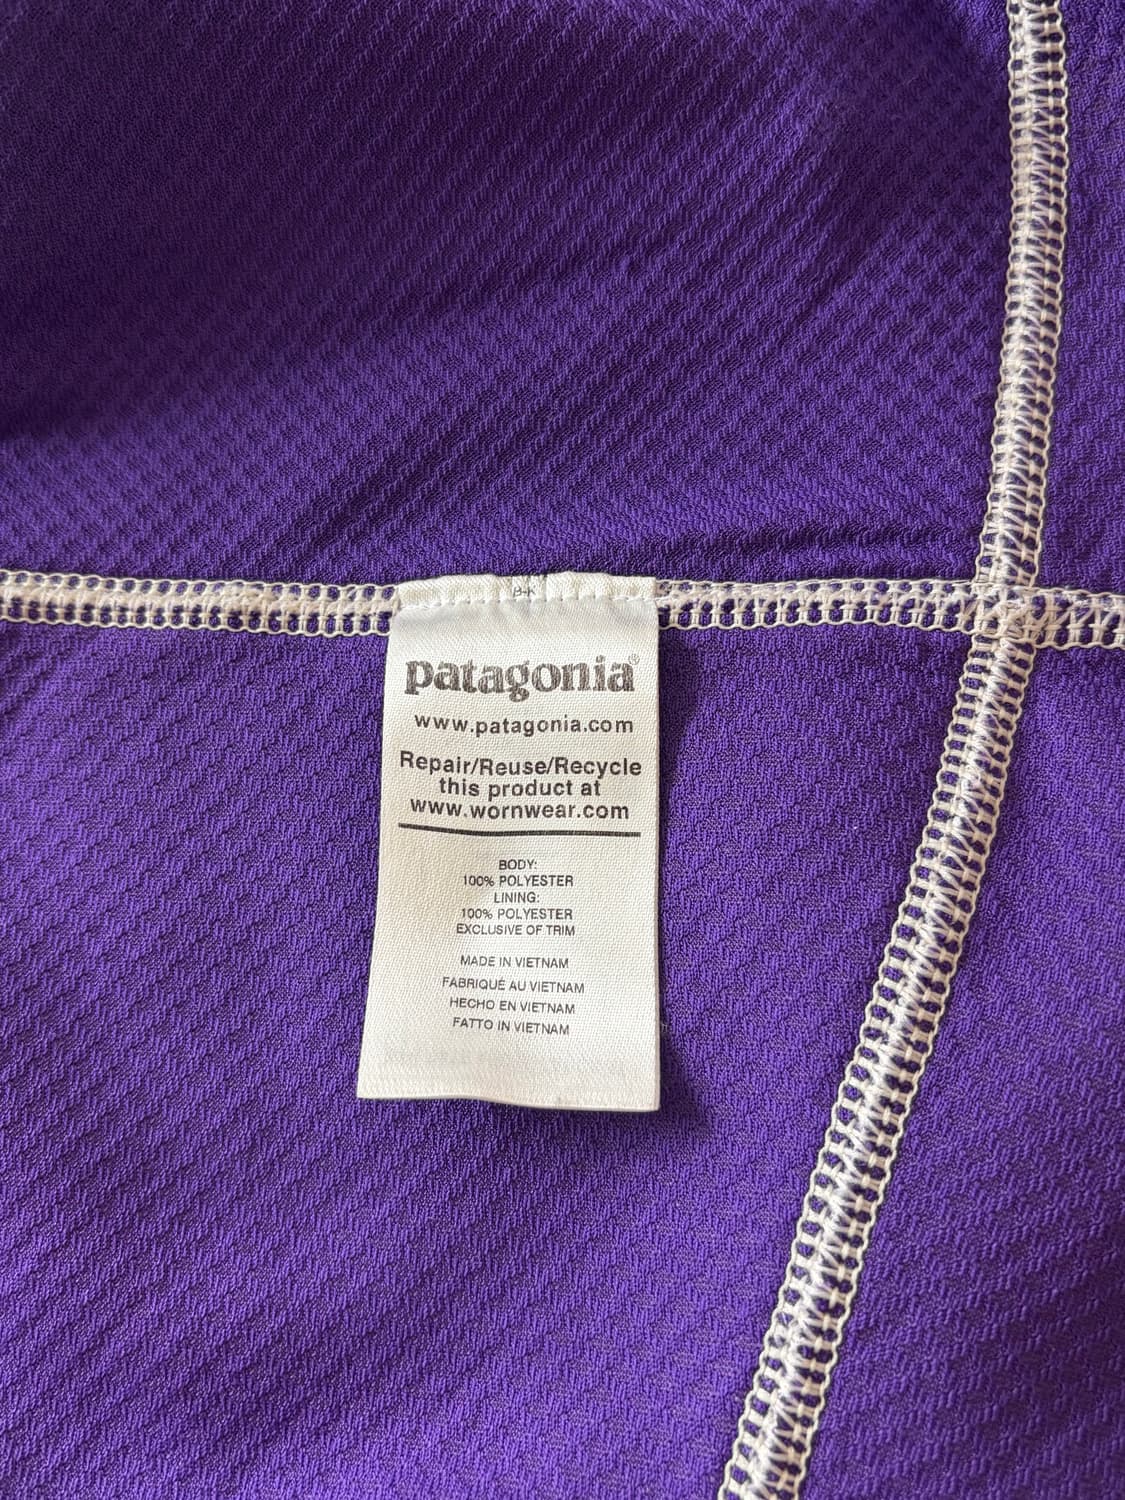 B-K
patagonia®
www.patagonia.com
Repair/Reuse/Recycle
this product at
www.wornwear.com
BODY:
100% POLYESTER
LINING:
100% POLYESTER
EXCLUSIVE OF TRIM
MADE IN VIETNAM
FABRIQUÉ AU VIETNAM
HECHO EN VIETNAM
FATTO IN VIETNAM